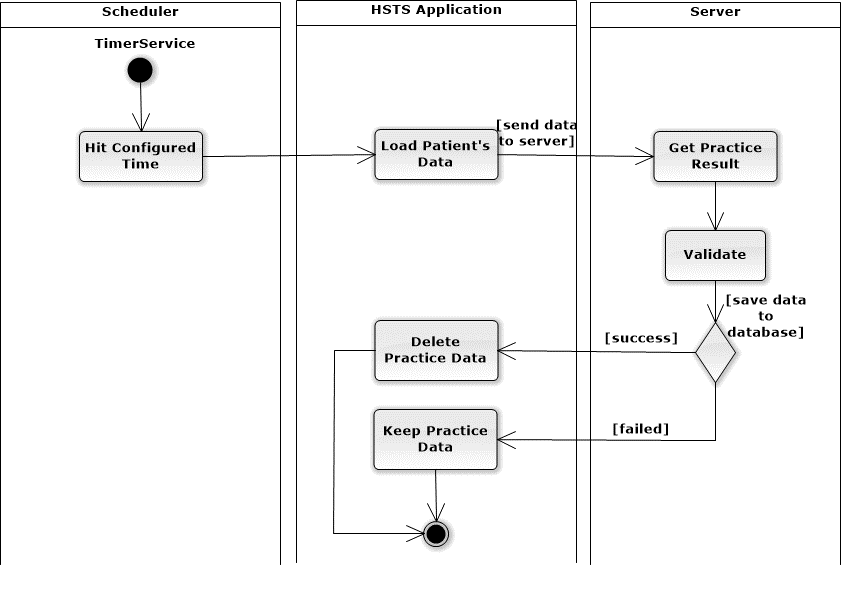 Scheduler
HSTS Application
Server
TimerService
Hit Configured
Time
Load Patient's
Data
[send data
to server]
Get Practice
Result
Validate
[save data
to
database]
[success]
Delete
Practice Data
[failed]
Keep Practice
Data